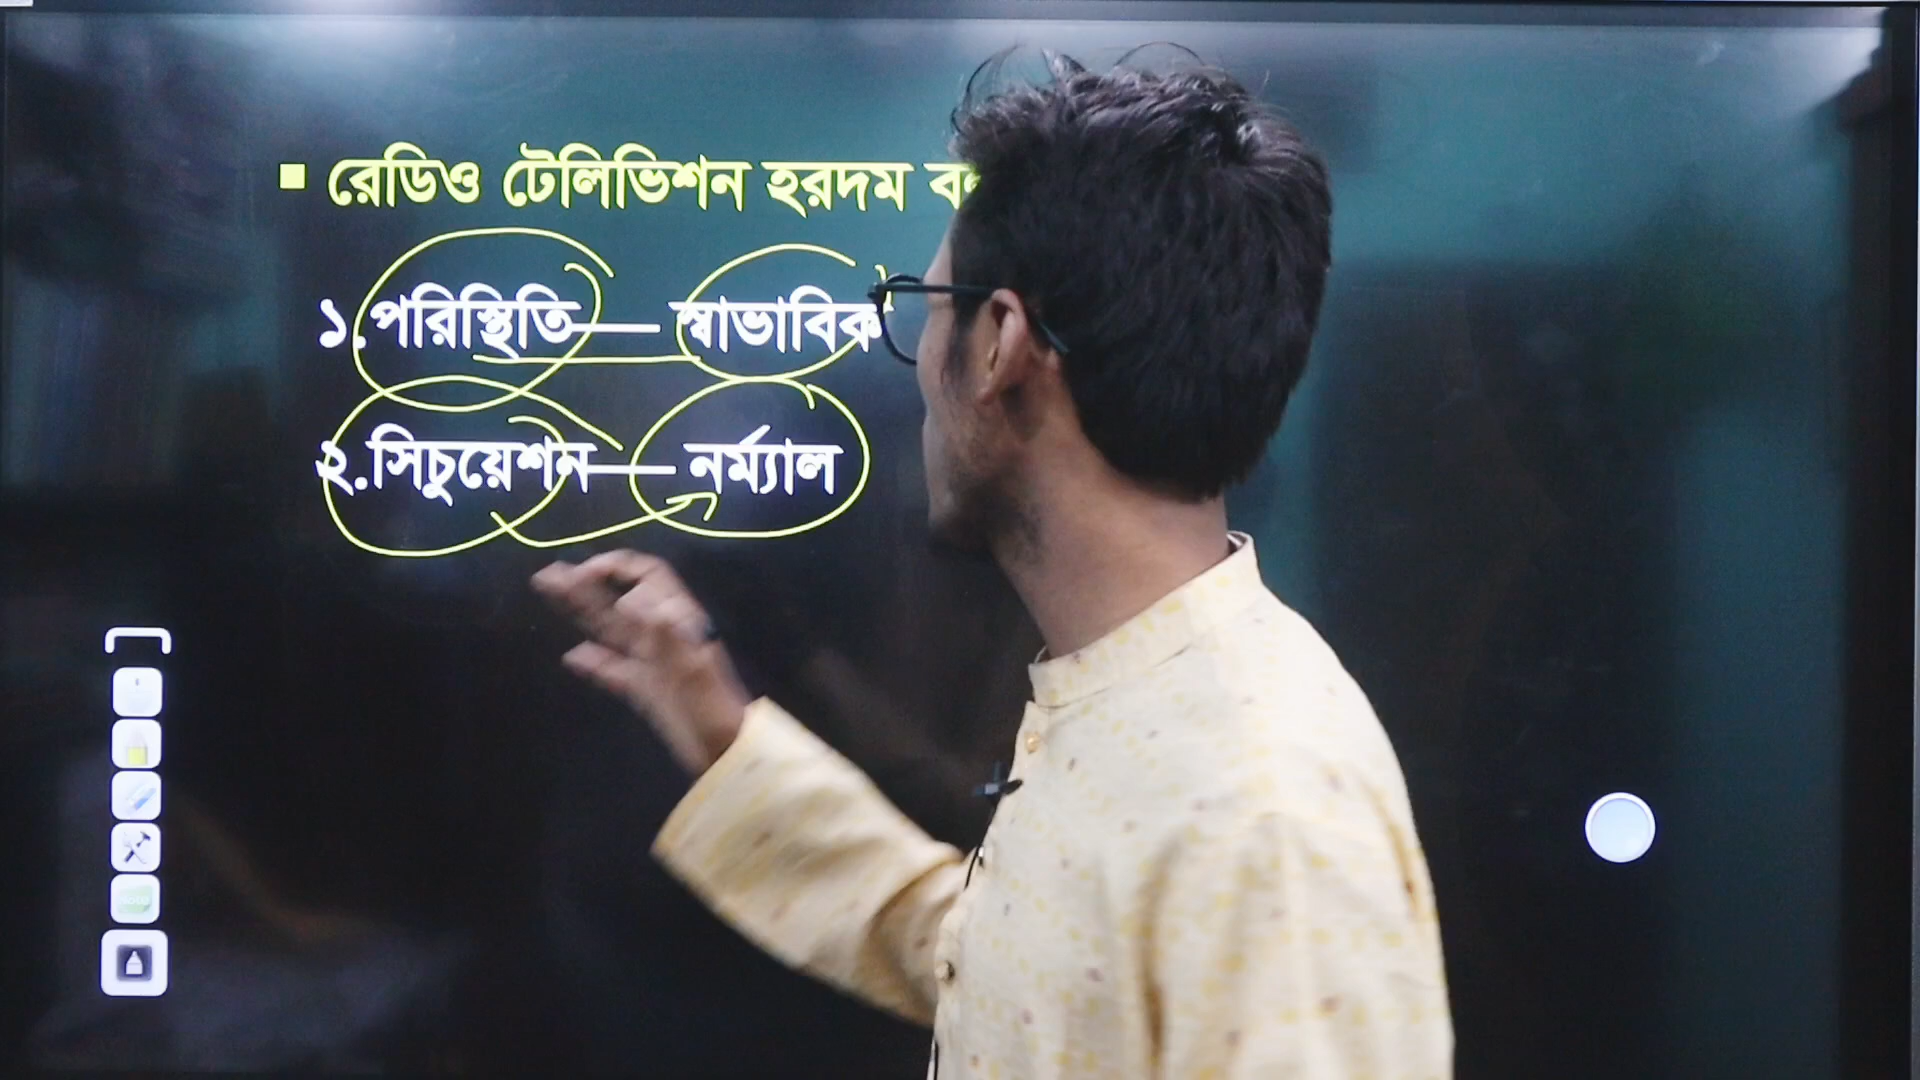 ▪ রেডিও টেলিভিশন হরদম
১. পরিস্থিতি — স্বাভাবিক
২. সিচুয়েশন — নর্ম্যাল